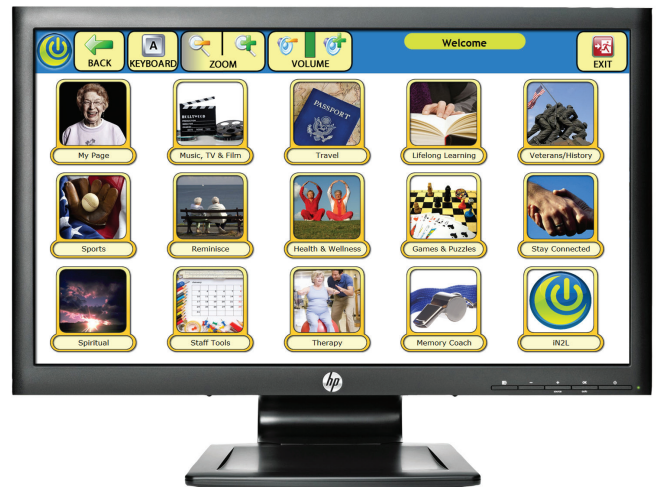 BACK
A
KEYBOARD
ZOOM
VOLUME
Welcome
EXIT
My Page
Music, TV & Film
Travel
PASSPORT
Lifelong Learning
Veterans/History
Sports
Reminisce
Health & Wellness
Games & Puzzles
Stay Connected
Spiritual
Staff Tools
Therapy
Memory Coach
iN2L
hp